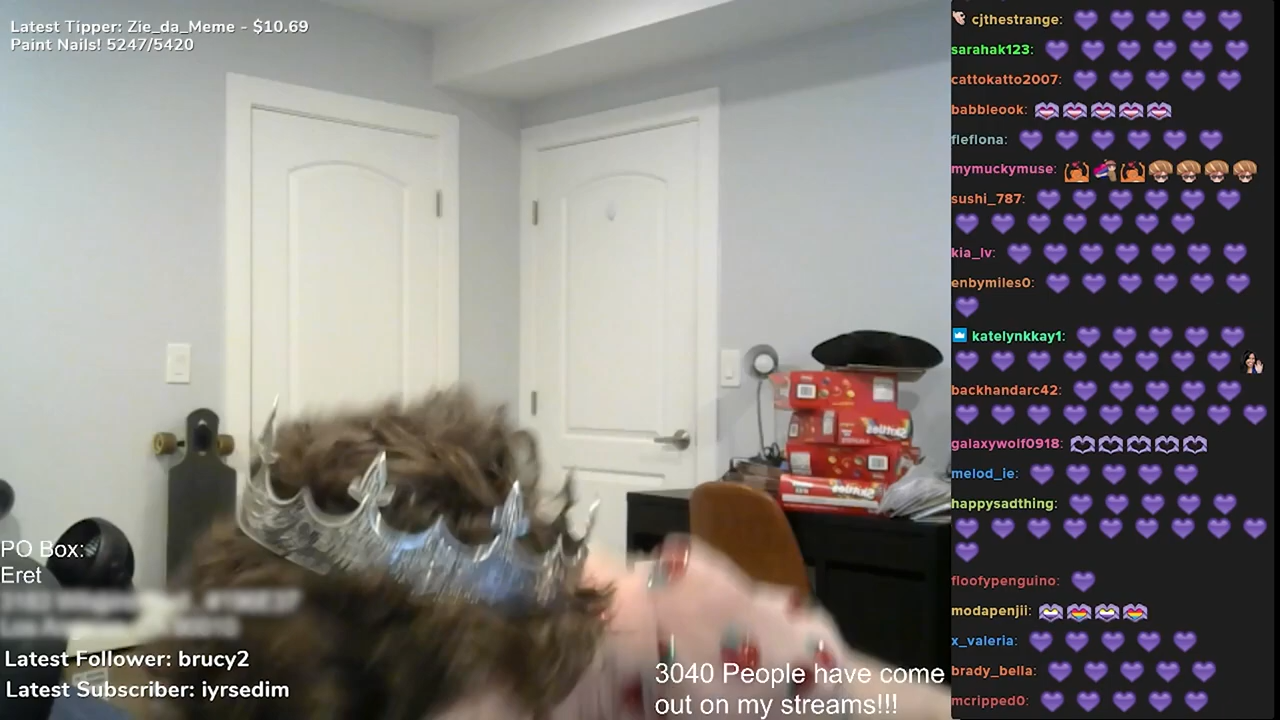 Latest Tipper: Zie_da_Meme - $10.69
Paint Nails! 5247/5420
PO Box:
Eret
Latest Follower: brucy2
Latest Subscriber: iyrsedim
3040 People have come
out on my streams!!!
cjthestrange:
sarahak123:
cattokatto2007:
babbleook:
fleflona:
mymuckymuse:
sushi_787:
kia_lv:
enbymiles0:
katelynkkay1:
backhandarc42:
galaxywolf0918:
melod_ie:
happysadthing:
floofypenguino:
modapenjii:
x_valeria:
brady_bella:
mcripped0: